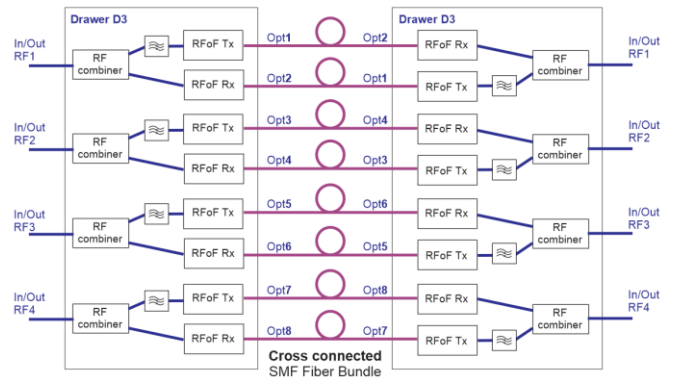 Drawer D3
Drawer D3
In/Out
RF1
RF
combiner
RFoF Tx
Opt1
Opt2
RFoF Rx
RF
combiner
In/Out
RF1
RFoF Rx
Opt2
Opt1
RFoF Tx
In/Out
RF2
RF
combiner
RFoF Tx
Opt3
Opt4
RFoF Rx
RF
combiner
In/Out
RF2
RFoF Rx
Opt4
Opt3
RFoF Tx
In/Out
RF3
RF
combiner
RFoF Tx
Opt5
Opt6
RFoF Rx
RF
combiner
In/Out
RF3
RFoF Rx
Opt6
Opt5
RFoF Tx
In/Out
RF4
RF
combiner
RFoF Tx
Opt7
Opt8
RFoF Rx
RF
combiner
In/Out
RF4
RFoF Rx
Opt8
Opt7
RFoF Tx
Cross connected
SMF Fiber Bundle